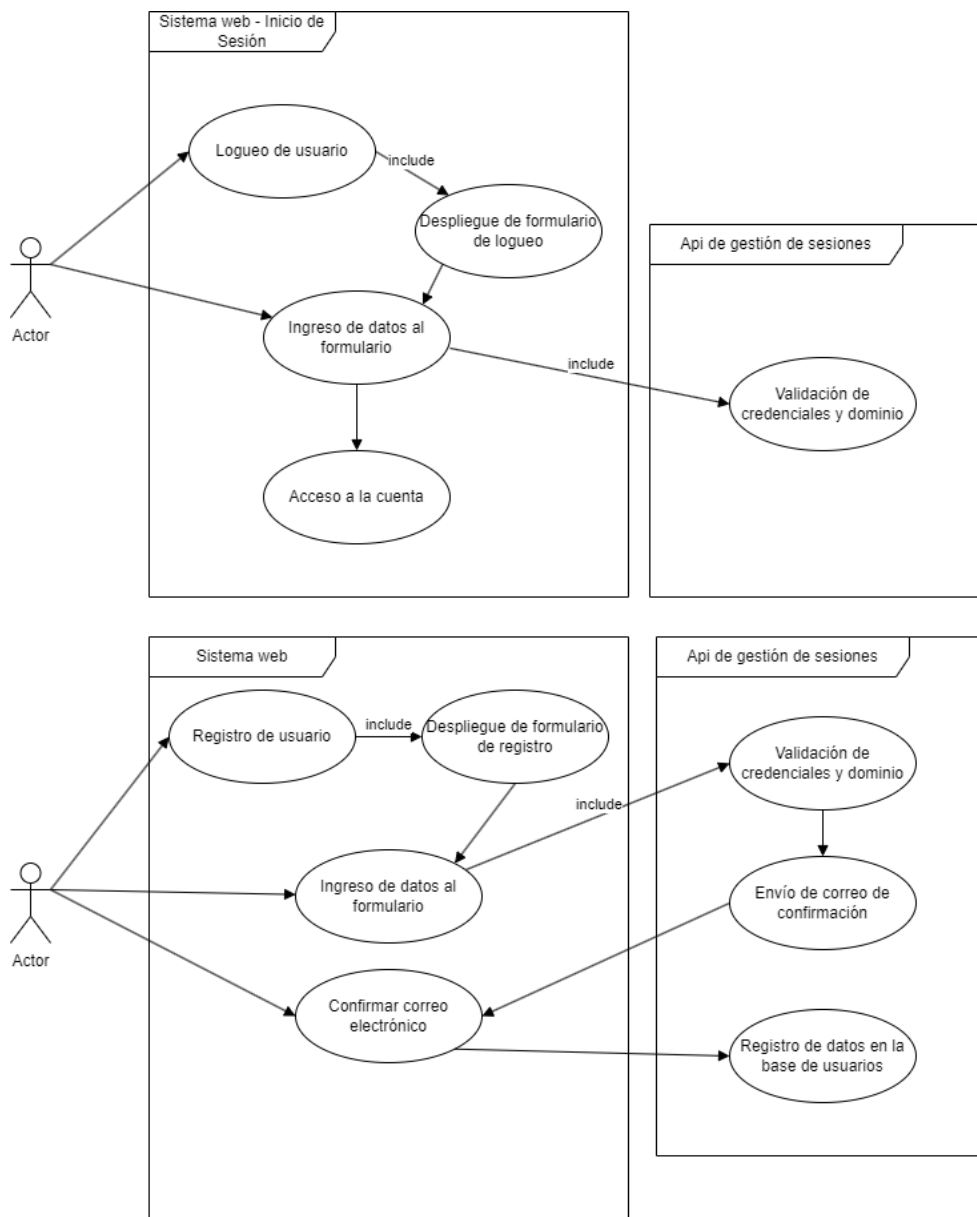 Sistema web - Inicio de
Sesión
Logueo de usuario
include
Despliegue de formulario
de logueo
Api de gestión de sesiones
Actor
Ingreso de datos al
formulario
include
Validación de
credenciales y dominio
Acceso a la cuenta
Sistema web
Api de gestión de sesiones
Registro de usuario
include
Despliegue de formulario
de registro
Validación de
credenciales y dominio
include
Ingreso de datos al
formulario
Envío de correo de
confirmación
Actor
Confirmar correo
electrónico
Registro de datos en la
base de usuarios